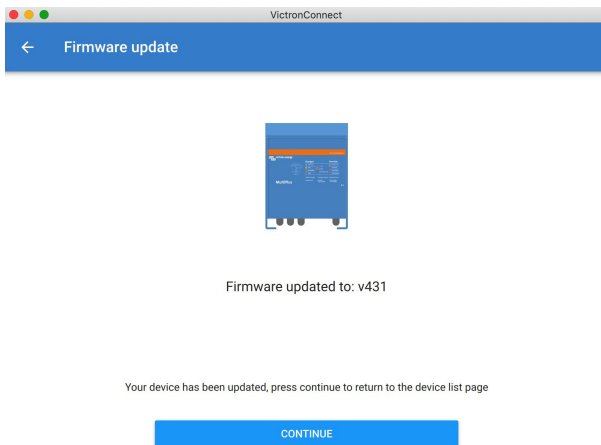 VictronConnect
Firmware update
MultiPlus
Firmware updated to: v431
Your device has been updated, press continue to return to the device list page
CONTINUE